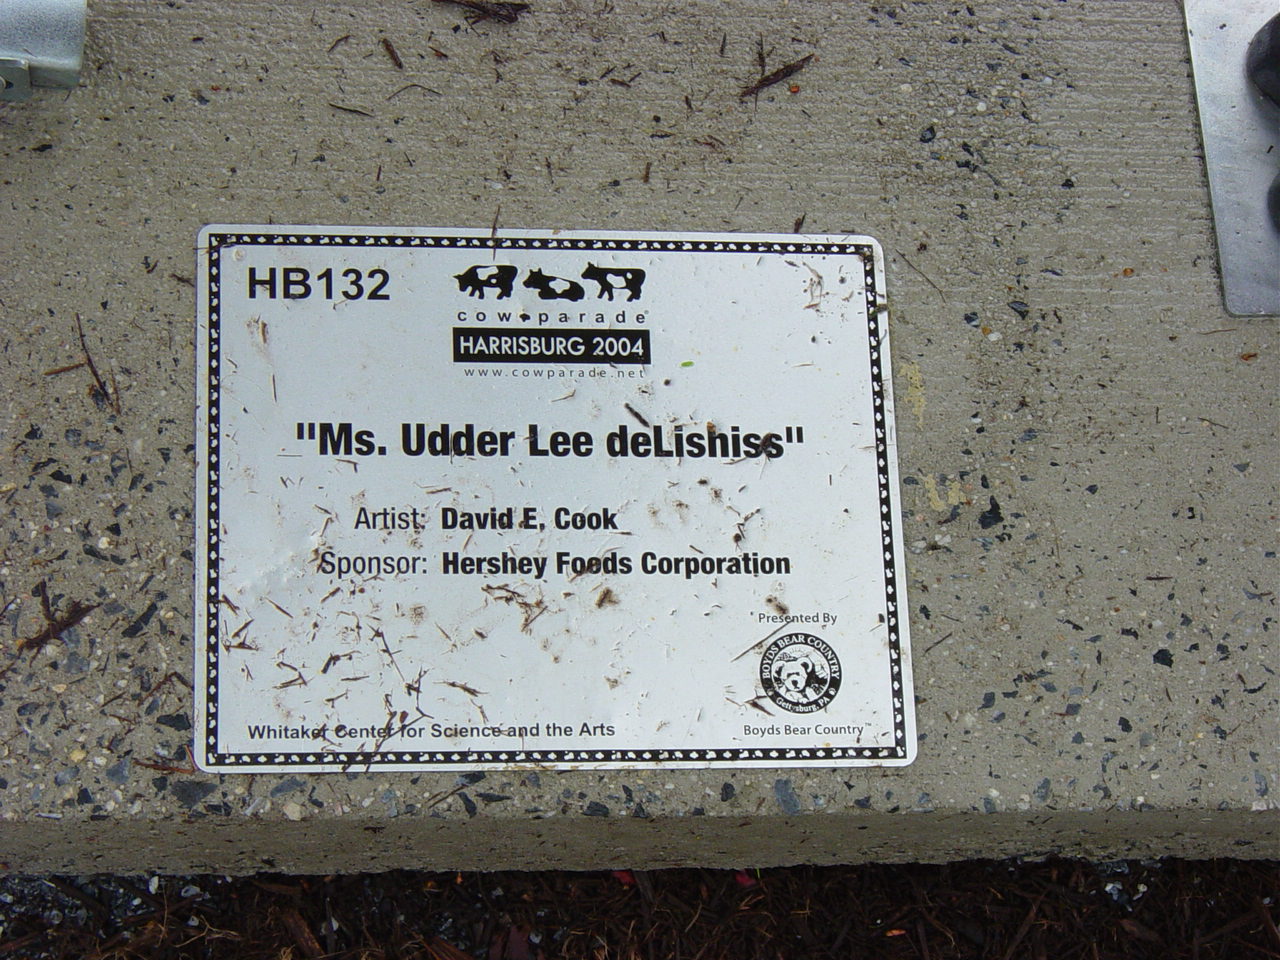 HB132
cowparade
HARRISBURG 2004
www.cowparade.net
"Ms. Udder Lee deLishiss"
Artist: David E. Cook
Sponsor: Hershey Foods Corporation
Presented By
BOYDS BEAR COUNTRY
Gettysburg, PA
Whitaker Center for Science and the Arts
Boyds Bear Country™